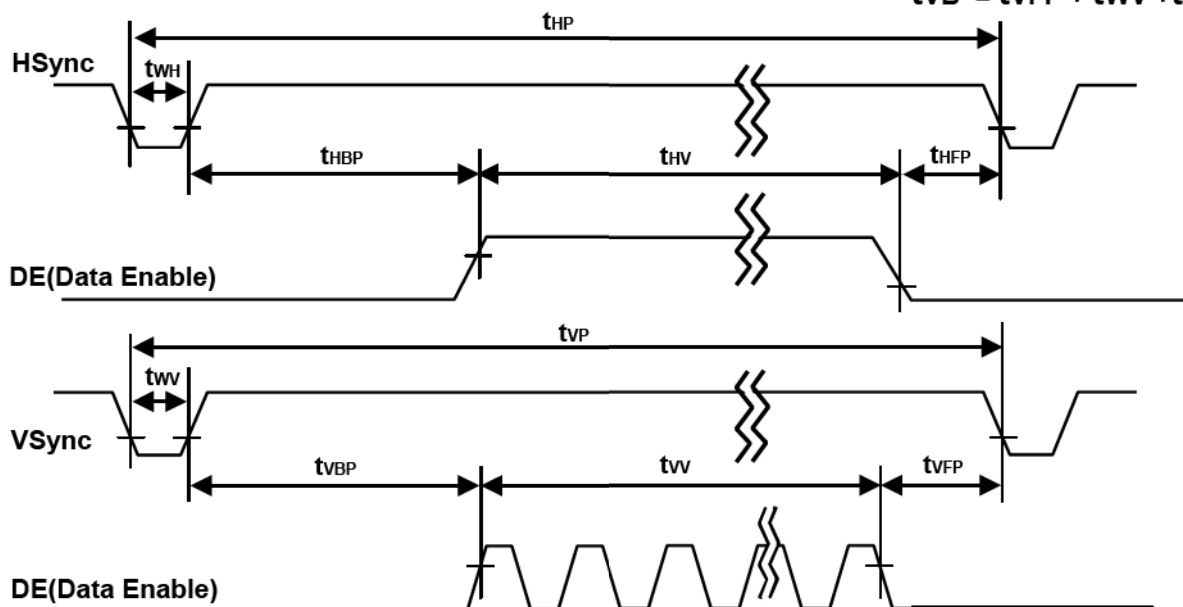 tHP
HSync
tWH
tHBP
tHV
tHFP
DE(Data Enable)
tVP
tWV
VSync
tVBP
tVV
tVFP
DE(Data Enable)